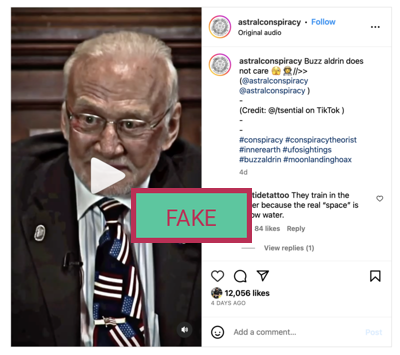 astralconspiracy • Follow
Original audio
astralconspiracy Buzz aldrin does
not care 🫣👨‍🚀//>>
(@astralconspiracy
@astralconspiracy )
-
(Credit: @/tsential on TikTok )
-
-
#conspiracy #conspiracytheorist
#innerearth #ufosightings
#buzzaldrin #moonlandinghoax
4d
FAKE
They train in the
because the real "space" is
water.
84 likes Reply
View replies (1)
12,056 likes
4 DAYS AGO
Add a comment...
Post